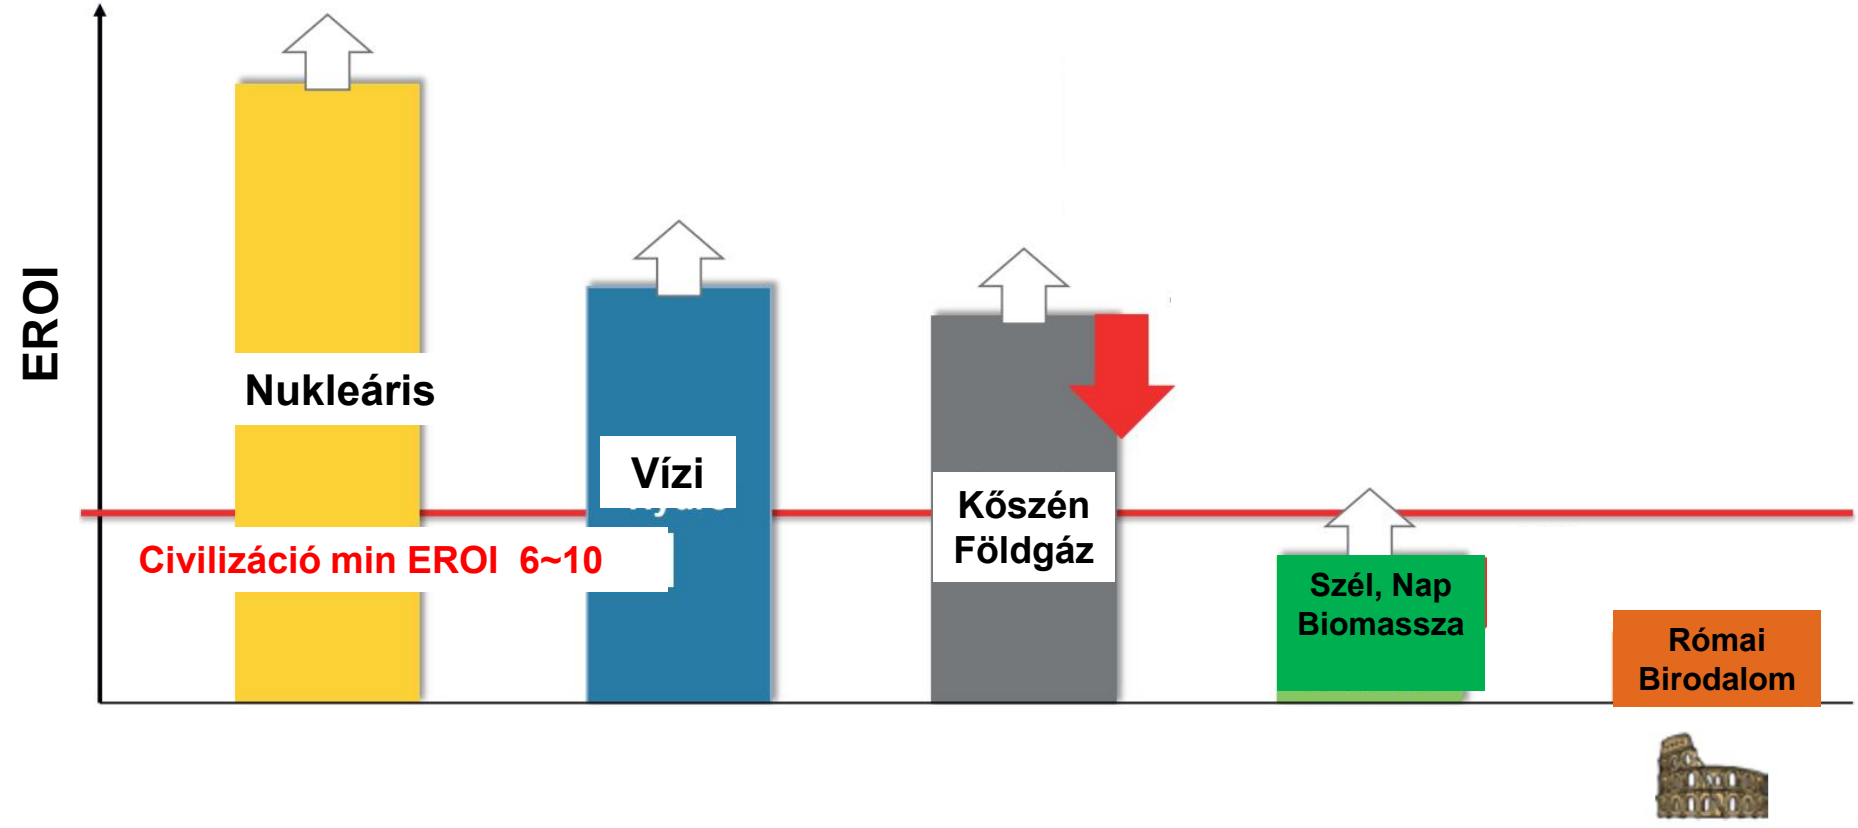 EROI
Nukleáris
Vízi
Kőszén
Földgáz
Civilizáció min EROI 6~10
Szél, Nap
Biomassza
Római
Birodalom